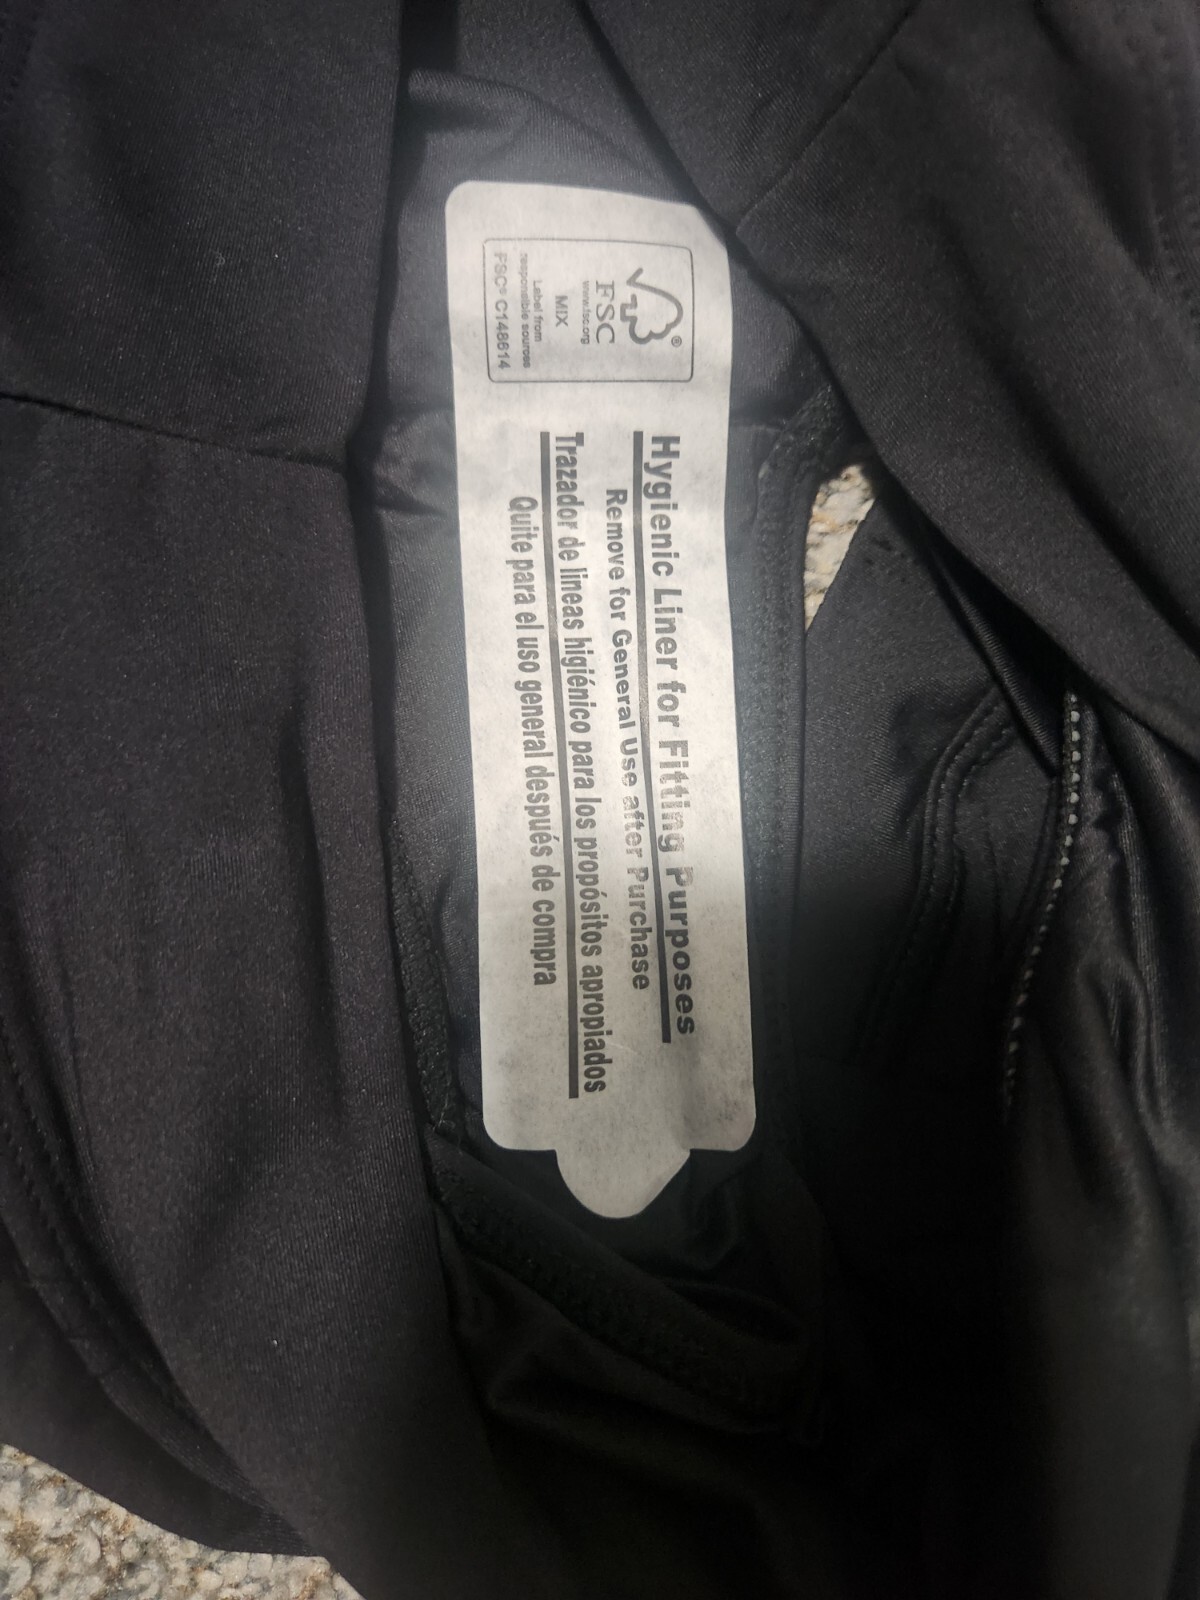 FSC®
www.fsc.org
MIX
Label from
responsible sources
FSC® C148614
Hygienic Liner for Fitting Purposes
Remove for General Use after Purchase
Trazador de lineas higiénico para los propósitos apropiados
Quite para el uso general después de compra